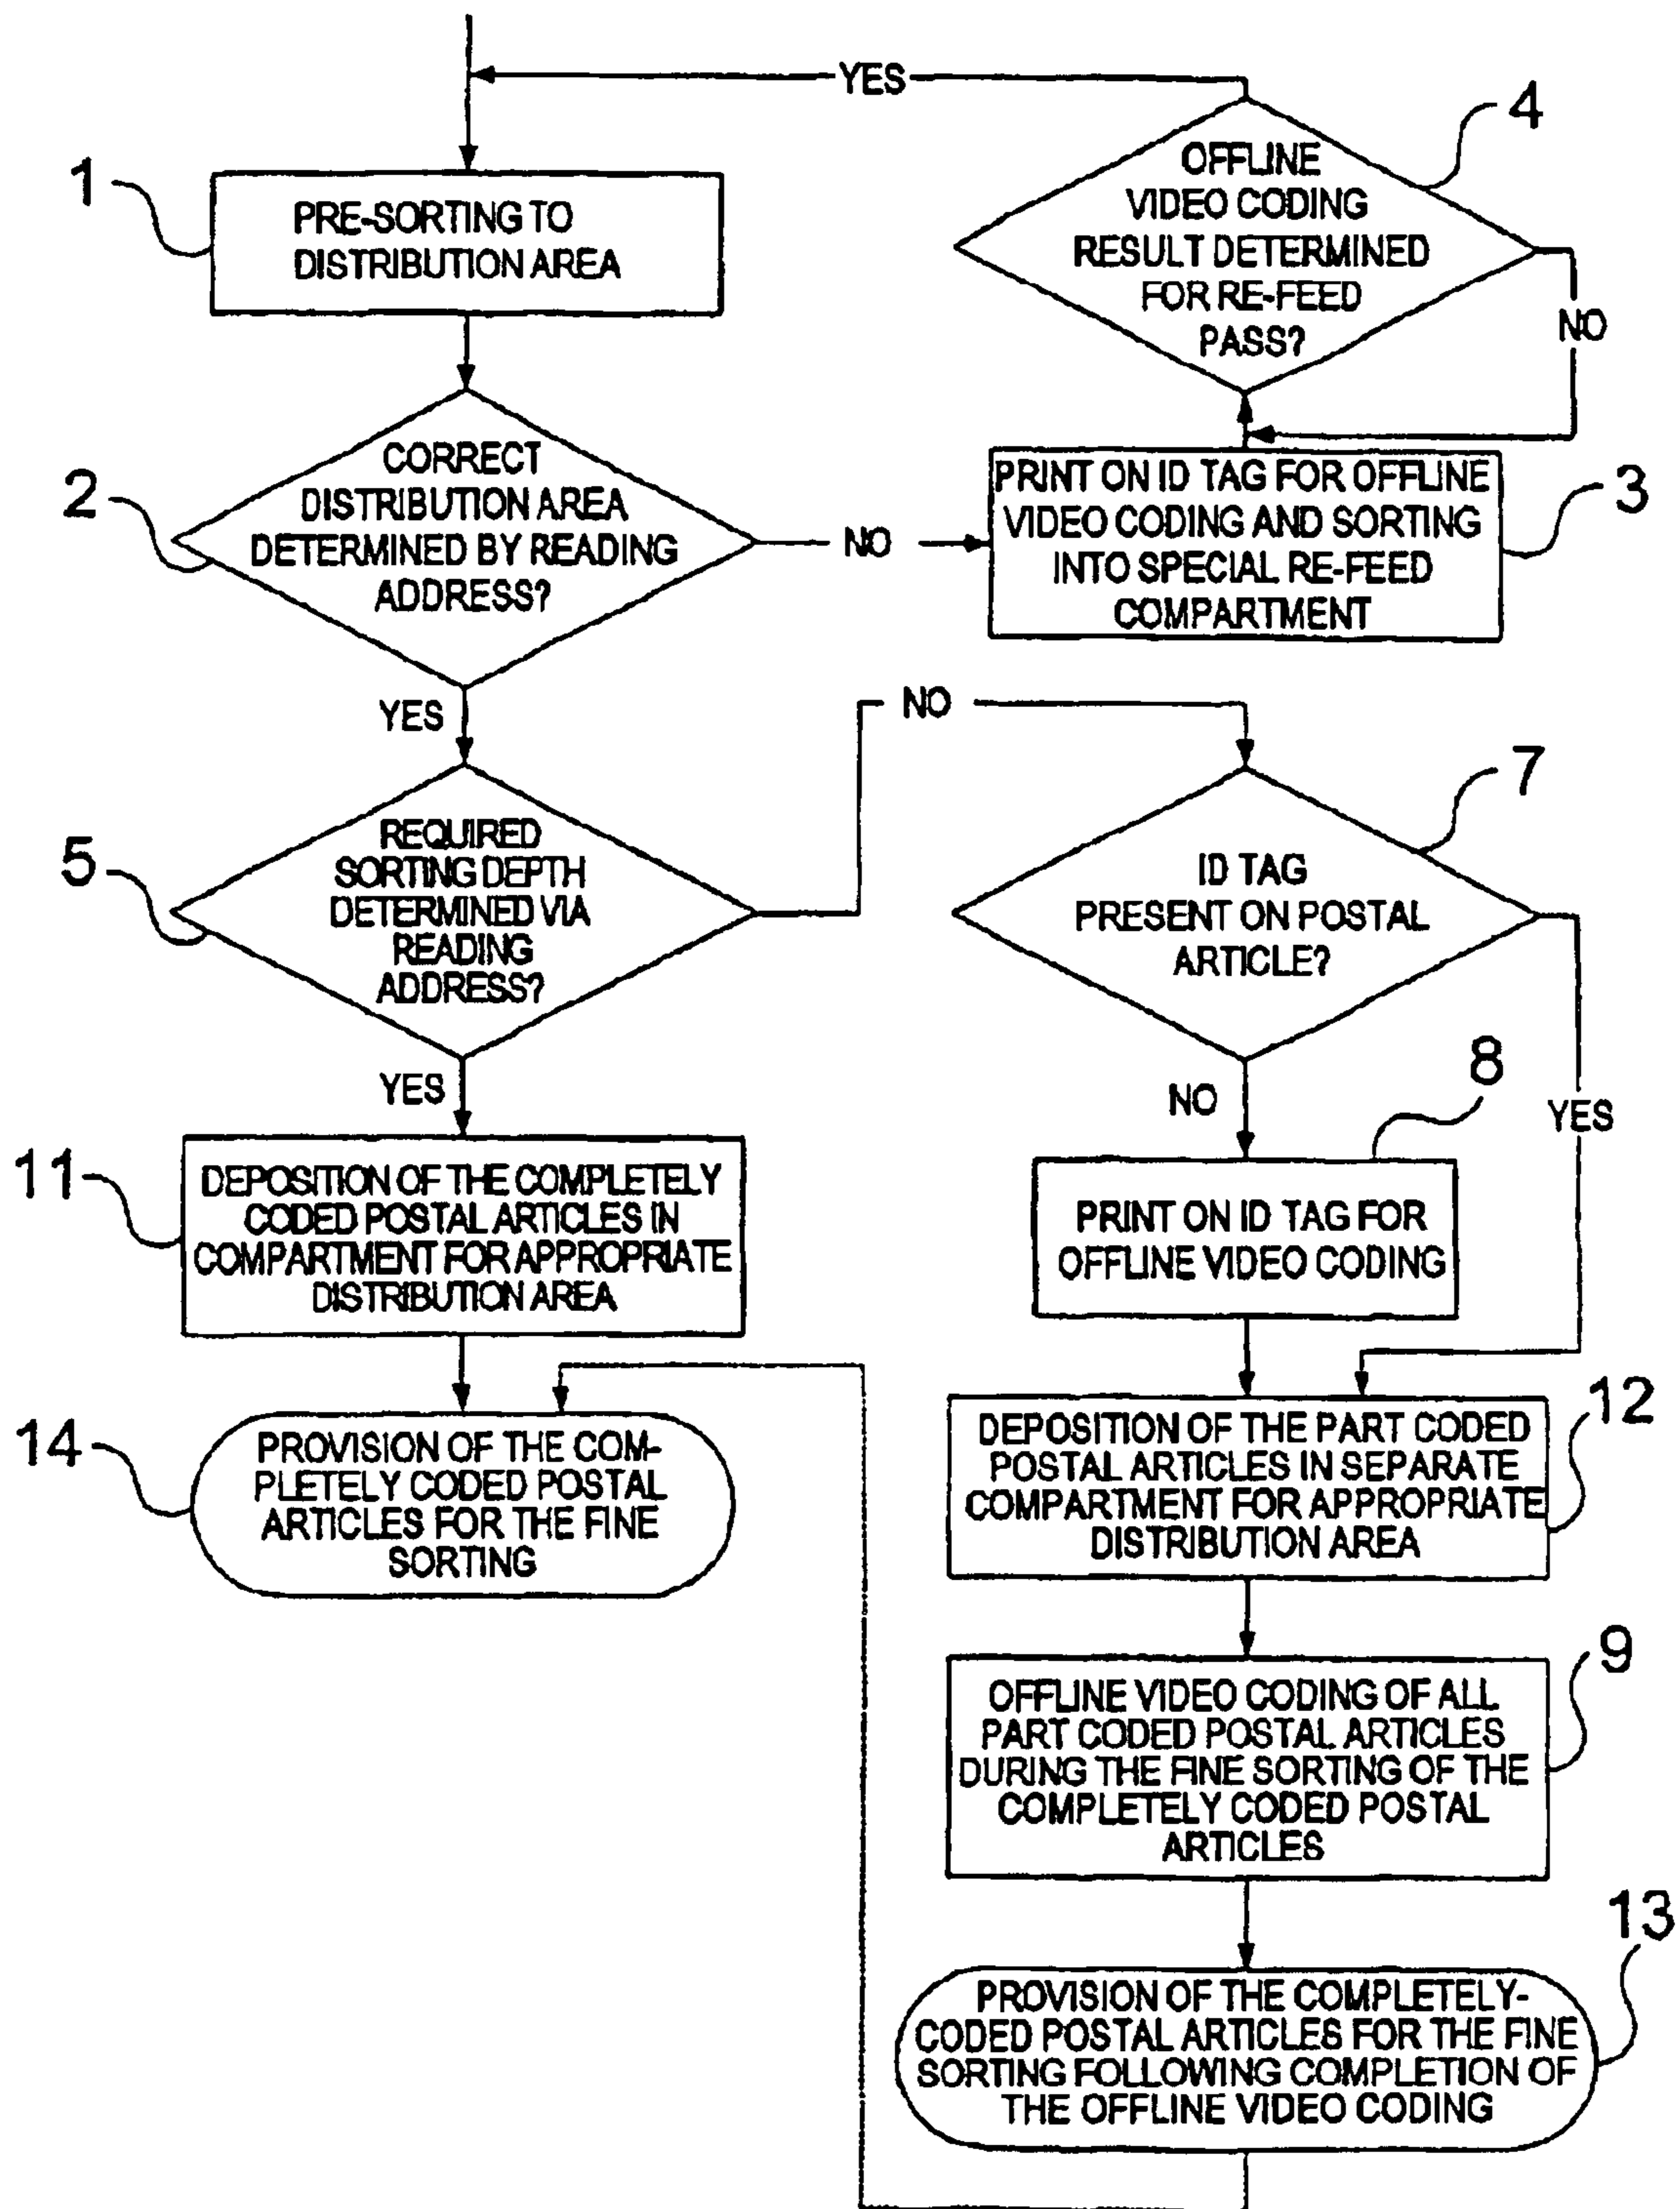 YES
4
OFFLINE
VIDEO CODING
RESULT DETERMINED
FOR RE-FEED
PASS?
NO
1
PRE-SORTING TO
DISTRIBUTION AREA
2
CORRECT
DISTRIBUTION AREA
DETERMINED BY READING
ADDRESS?
NO
PRINT ON ID TAG FOR OFFLINE
VIDEO CODING AND SORTING
INTO SPECIAL RE-FEED
COMPARTMENT
3
YES
NO
5
REQUIRED
SORTING DEPTH
DETERMINED VIA
READING
ADDRESS?
7
ID TAG
PRESENT ON POSTAL
ARTICLE?
YES
NO
8
YES
11
DEPOSITION OF THE COMPLETELY
CODED POSTAL ARTICLES IN
COMPARTMENT FOR APPROPRIATE
DISTRIBUTION AREA
PRINT ON ID TAG FOR
OFFLINE VIDEO CODING
14
PROVISION OF THE COM-
PLETELY CODED POSTAL
ARTICLES FOR THE FINE
SORTING
12
DEPOSITION OF THE PART CODED
POSTAL ARTICLES IN SEPARATE
COMPARTMENT FOR APPROPRIATE
DISTRIBUTION AREA
9
OFFLINE VIDEO CODING OF ALL
PART CODED POSTAL ARTICLES
DURING THE FINE SORTING OF THE
COMPLETELY CODED POSTAL
ARTICLES
13
PROVISION OF THE COMPLETELY-
CODED POSTAL ARTICLES FOR THE FINE
SORTING FOLLOWING COMPLETION OF
THE OFFLINE VIDEO CODING